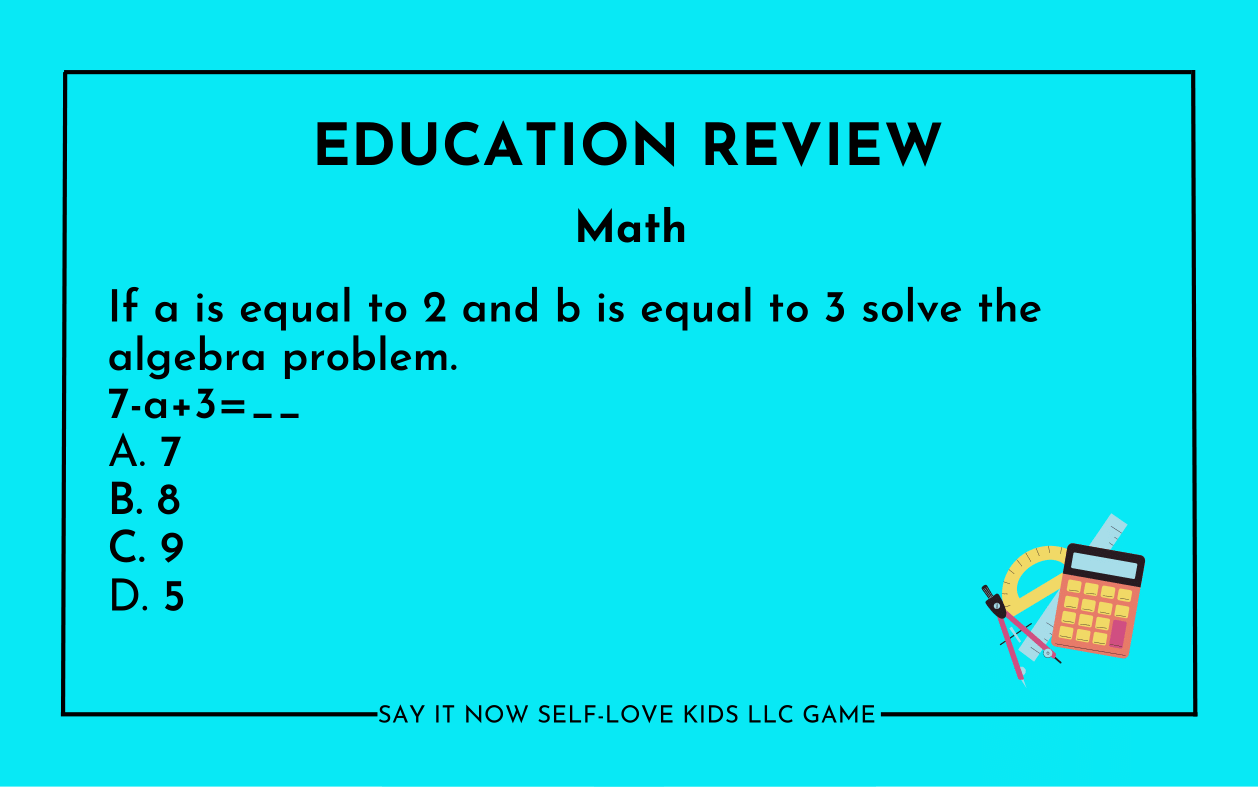 EDUCATION REVIEW
Math
If a is equal to 2 and b is equal to 3 solve the
algebra problem.
7-a+3=__
A. 7
B. 8
C. 9
D. 5
SAY IT NOW SELF-LOVE KIDS LLC GAME